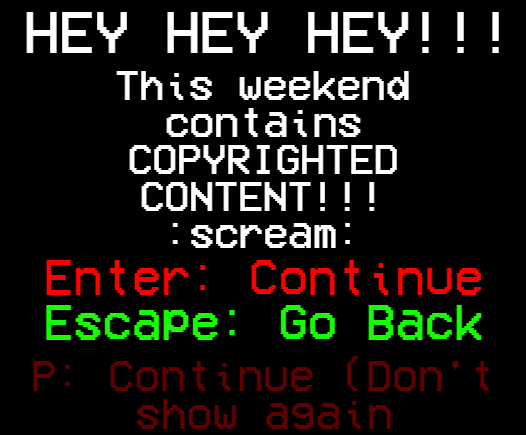 HEY HEY HEY!!!
This weekend
contains
COPYRIGHTED
CONTENT!!!
:scream:
Enter: Continue
Escape: Go Back
P: Continue (Don't
show again